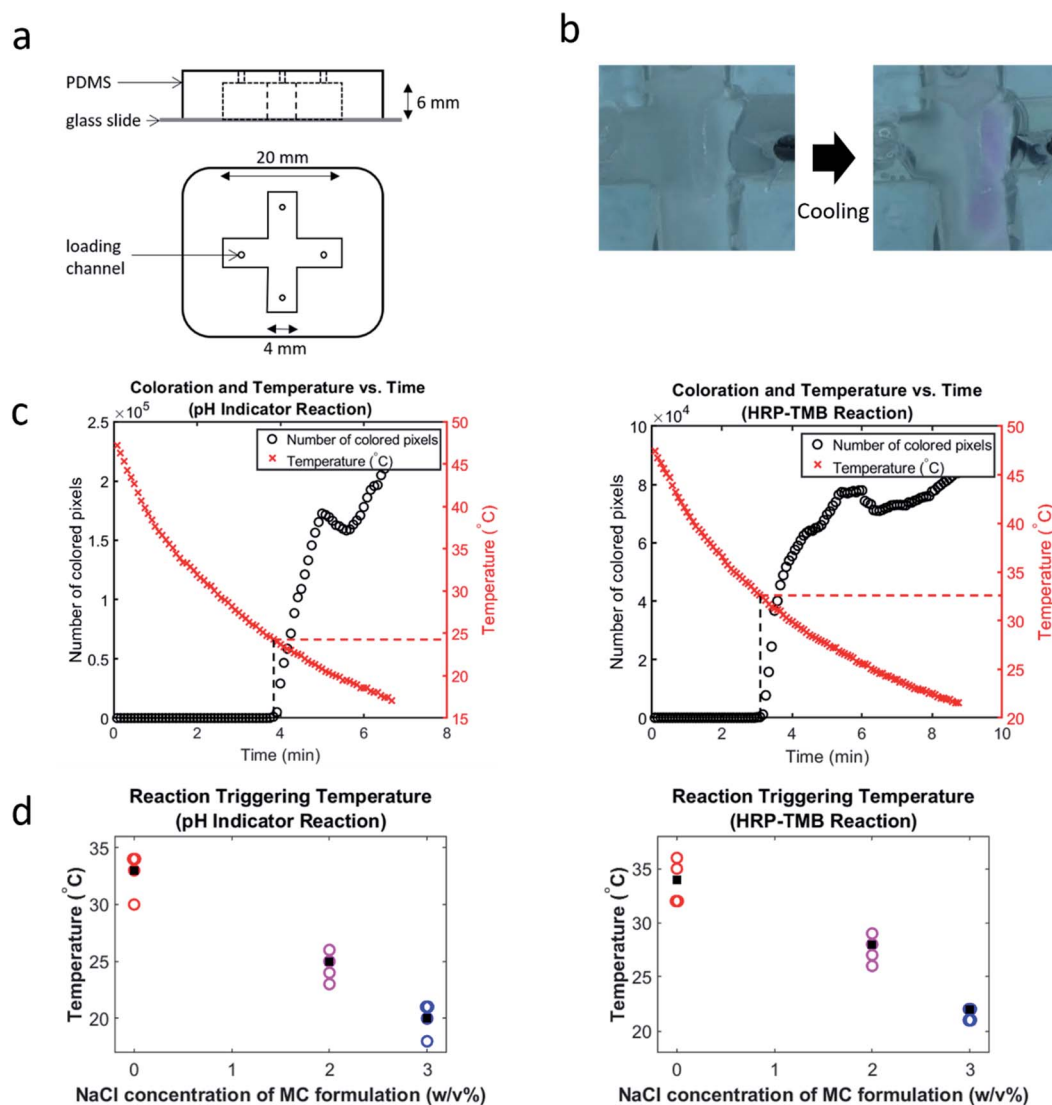 a
PDMS
glass slide
6 mm
20 mm
loading
channel
4 mm
b
Cooling
c
Coloration and Temperature vs. Time
(pH Indicator Reaction)
×10⁵
2.5
2
1.5
1
0.5
0
Number of colored pixels
Number of colored pixels
Temperature (°C)
50
45
40
35
30
25
20
15
Temperature (°C)
0
2
4
6
8
Time (min)
Coloration and Temperature vs. Time
(HRP-TMB Reaction)
×10⁴
10
8
6
4
2
0
Number of colored pixels
Number of colored pixels
Temperature (°C)
50
45
40
35
30
25
20
Temperature (°C)
0
2
4
6
8
10
Time (min)
d
Reaction Triggering Temperature
(pH Indicator Reaction)
35
30
25
20
Temperature (°C)
0
1
2
3
NaCl concentration of MC formulation (w/v%)
Reaction Triggering Temperature
(HRP-TMB Reaction)
35
30
25
20
Temperature (°C)
0
1
2
3
NaCl concentration of MC formulation (w/v%)